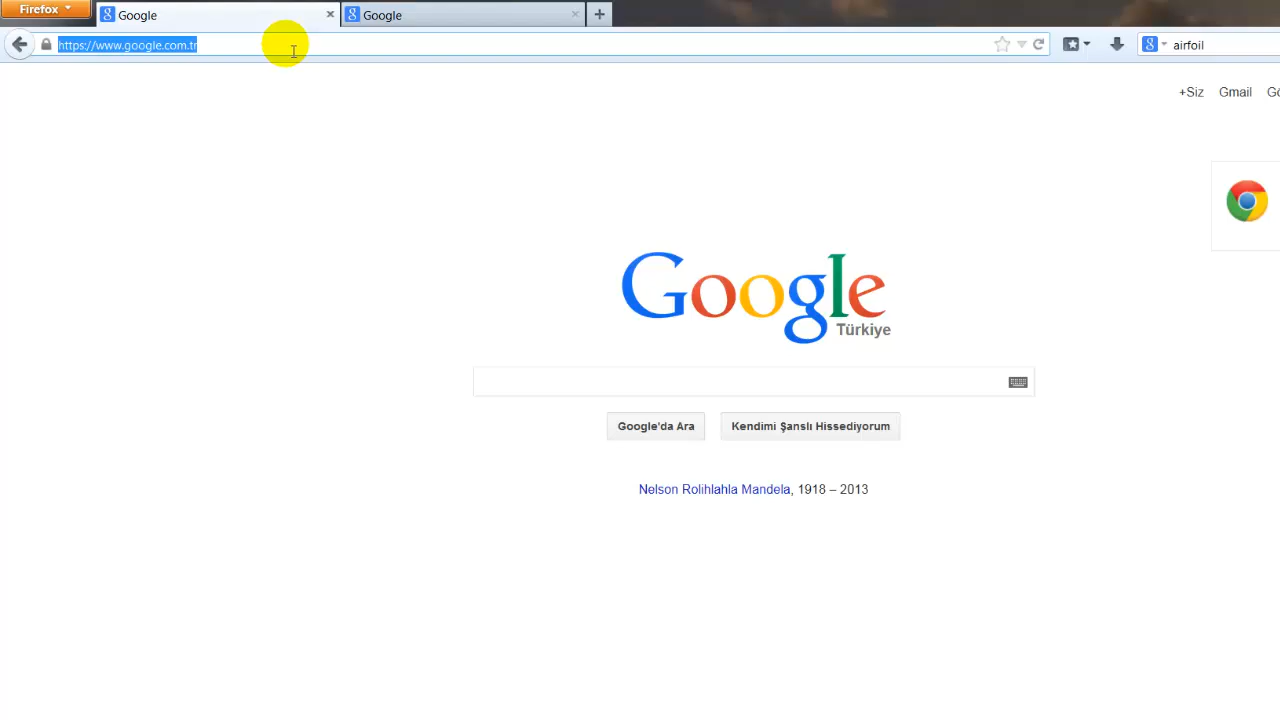 Firefox
Google
Google
https://www.google.com.tr
airfoil
+Siz Gmail
Google
Türkiye
Google'da Ara
Kendimi Şanslı Hissediyorum
Nelson Rolihlahla Mandela, 1918 – 2013